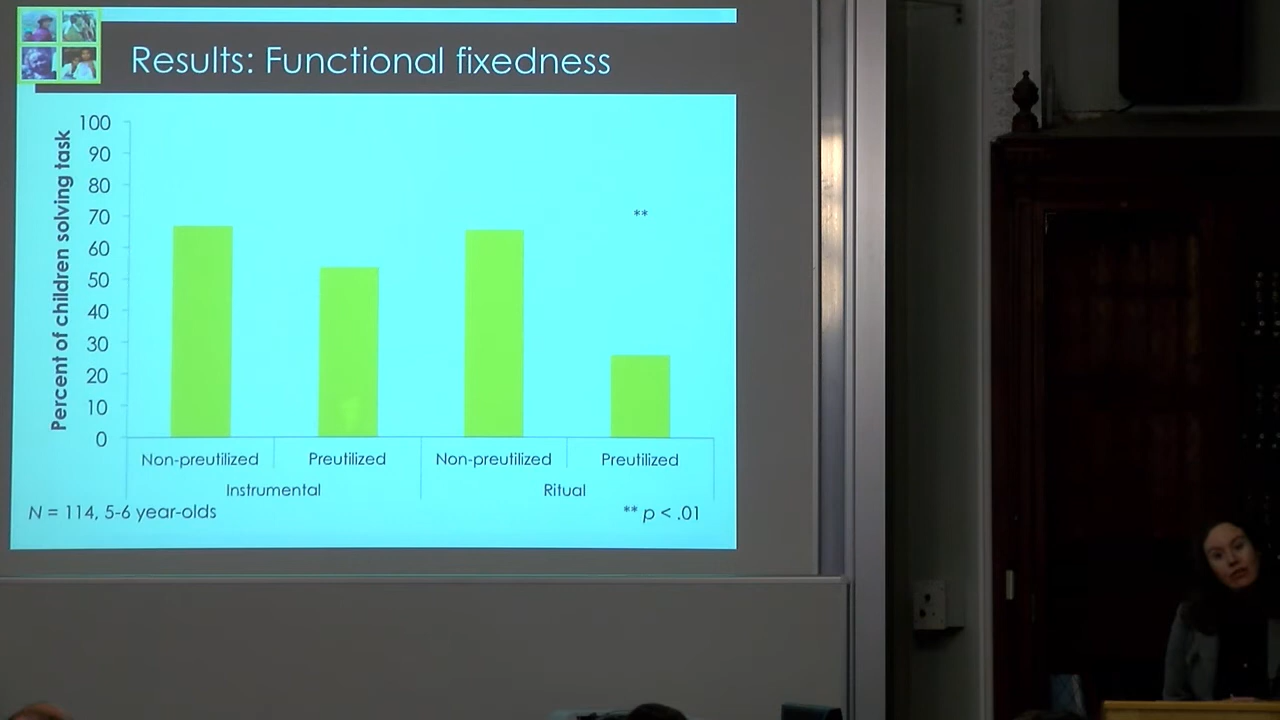 Results: Functional fixedness
Percent of children solving task
100
90
80
70
60
50
40
30
20
10
0
**
Non-preutilized
Preutilized
Non-preutilized
Preutilized
Instrumental
Ritual
N = 114, 5-6 year-olds
** p < .01